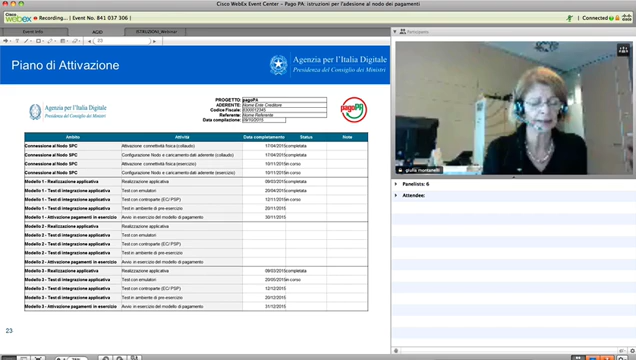 Cisco WebEx Event Center - Pago PA: istruzioni per l'adesione al nodo dei pagamenti
Cisco WebEx
Recording... | Event No. 841 037 306 |
Connected
Event Info
AGID
ISTRUZIONI_Webinar
23
Participants
Piano di Attivazione
Agenzia per l'Italia Digitale
Presidenza del Consiglio dei Ministri
Agenzia per l'Italia Digitale
Presidenza del Consiglio dei Ministri
PROGETTO: pagoPA
ADERENTE: Nome Ente Creditore
Codice Fiscale:
Referente: Nome Referente
Data compilazione: 09/10/2015
pagoPA
Ambito Attività Data completamento Status Note
Connessione al Nodo SPC Attivazione connettività fisica (collaudo) 17/04/2015 completata
Connessione al Nodo SPC Configurazione Nodo e caricamento dati aderente (collaudo) 17/04/2015 completata
Connessione al Nodo SPC Attivazione connettività fisica (esercizio) 10/11/2015 in corso
Connessione al Nodo SPC Configurazione Nodo e caricamento dati aderente (esercizio) 10/11/2015 in corso
Modello 1 - Realizzazione applicativa Realizzazione applicativa 09/03/2015 completata
Modello 1 - Test di integrazione applicativa Test con emulatori 20/04/2015 completata
Modello 1 - Test di integrazione applicativa Test con controparte (EC/ PSP) 12/11/2015 in corso
Modello 1 - Test di integrazione applicativa Test in ambiente di pre-esercizio 20/11/2015
Modello 1 - Attivazione pagamenti in esercizio Avvio in esercizio del modello di pagamento 30/11/2015
Modello 2 - Realizzazione applicativa Realizzazione applicativa
Modello 2 - Test di integrazione applicativa Test con emulatori
Modello 2 - Test di integrazione applicativa Test con controparte (EC/ PSP)
Modello 2 - Test di integrazione applicativa Test in ambiente di pre-esercizio
Modello 2 - Attivazione pagamenti in esercizio Avvio in esercizio del modello di pagamento
Modello 3 - Realizzazione applicativa Realizzazione applicativa 09/03/2015 completata
Modello 3 - Test di integrazione applicativa Test con emulatori 20/05/2015 in corso
Modello 3 - Test di integrazione applicativa Test con controparte (EC/ PSP) 12/12/2015
Modello 3 - Test di integrazione applicativa Test in ambiente di pre-esercizio 20/12/2015
Modello 3 - Attivazione pagamenti in esercizio Avvio in esercizio del modello di pagamento 31/12/2015
23
giulia montanelli
Panelists: 6
Attendee: